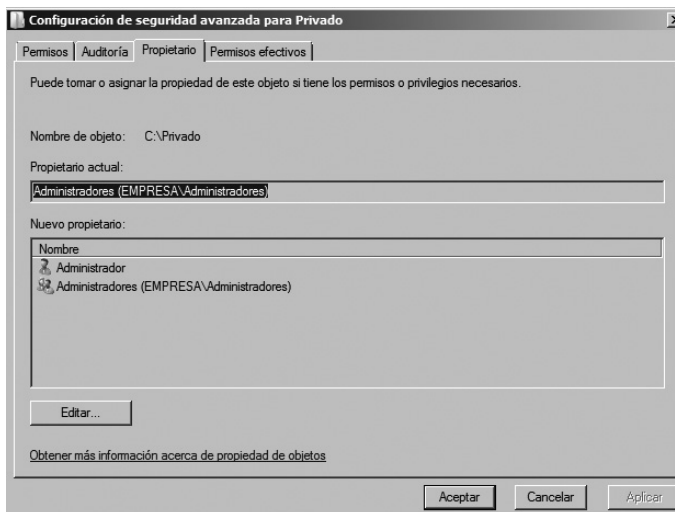 Configuración de seguridad avanzada para Privado
Permisos Auditoría Propietario Permisos efectivos
Puede tomar o asignar la propiedad de este objeto si tiene los permisos o privilegios necesarios.
Nombre de objeto: C:\Privado
Propietario actual:
Administradores (EMPRESA\Administradores)
Nuevo propietario:
Nombre
Administrador
Administradores (EMPRESA\Administradores)
Editar...
Obtener más información acerca de propiedad de objetos
Aceptar Cancelar Aplicar